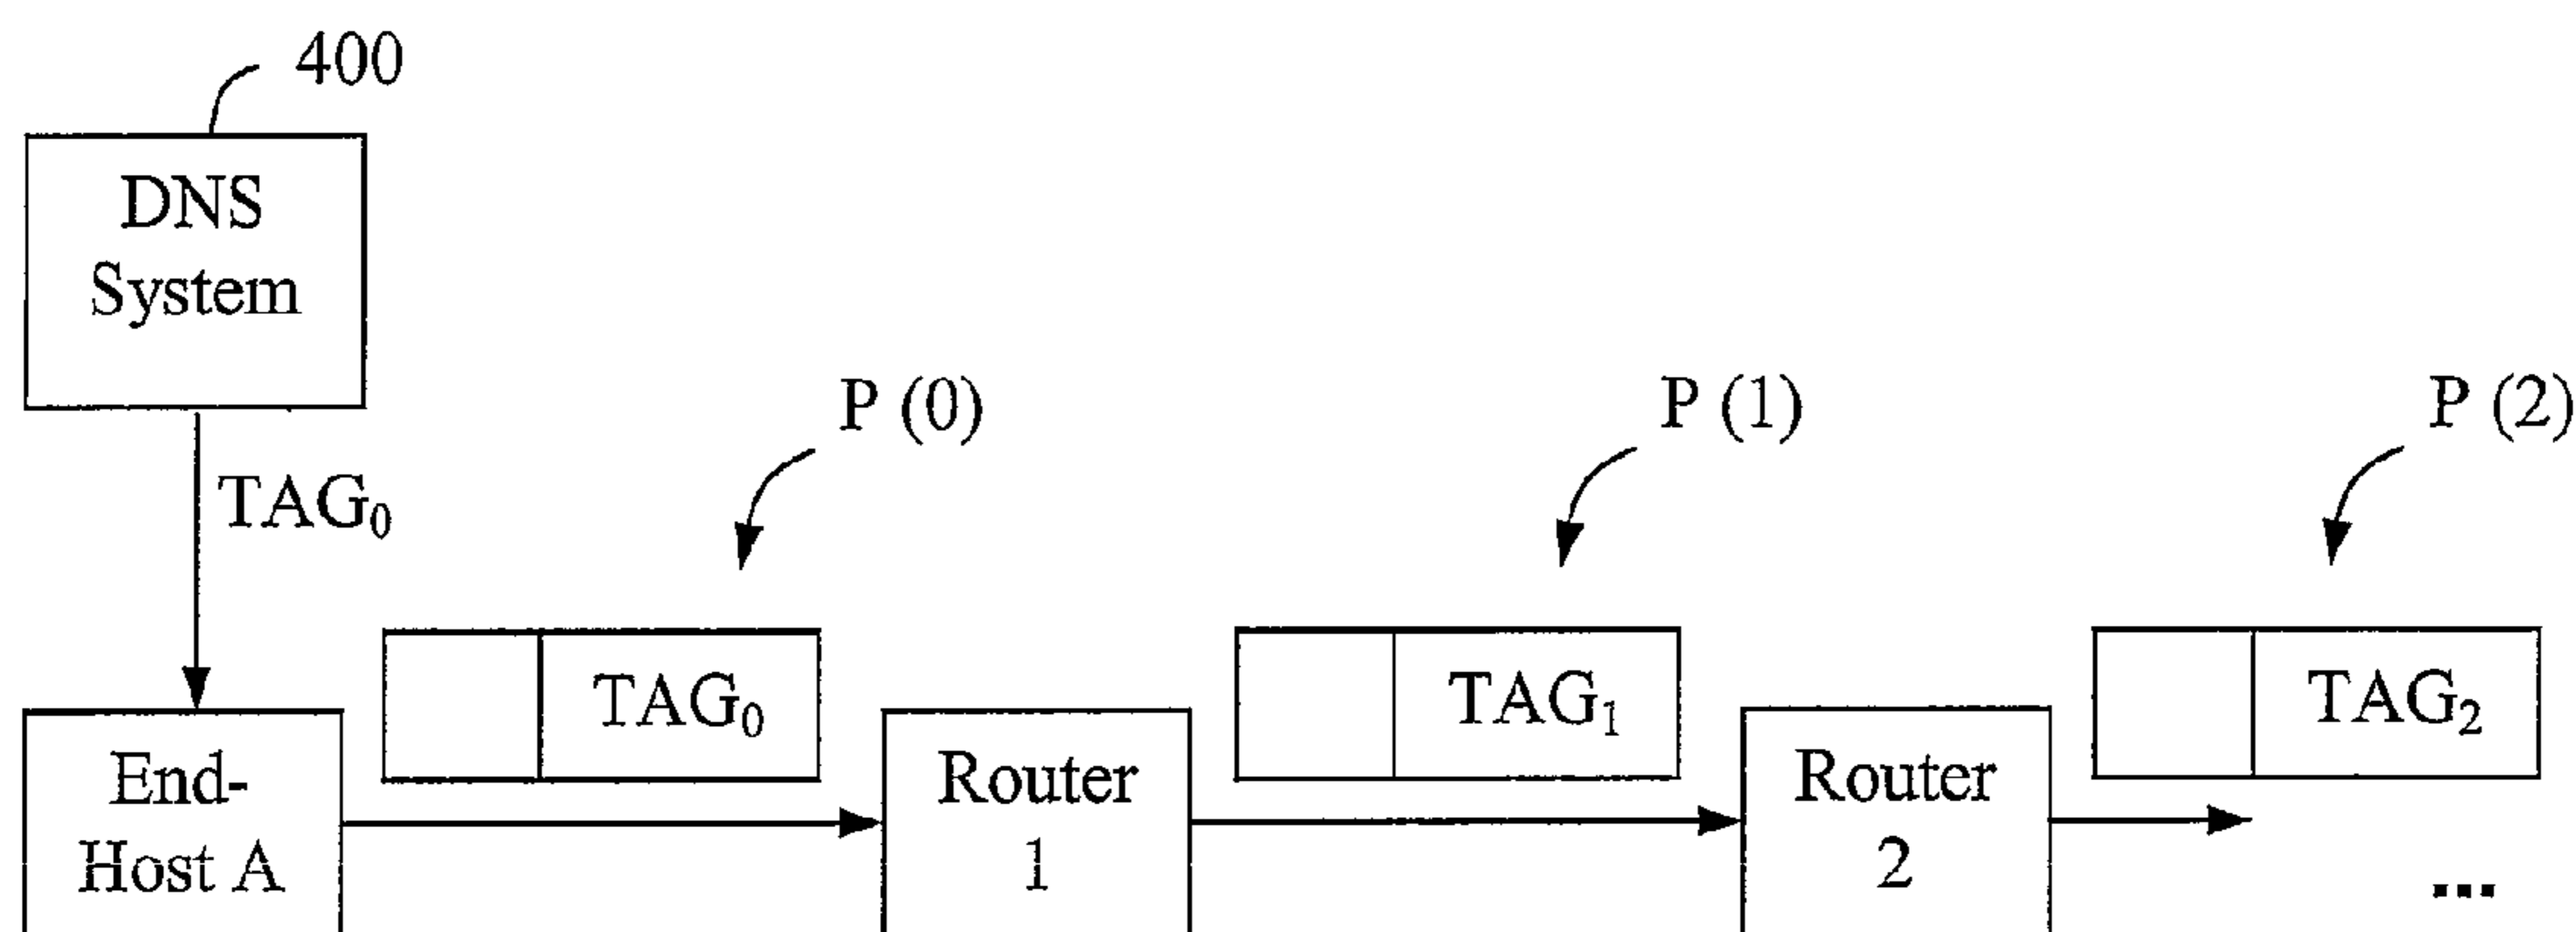 400
DNS
System
P (0)
P (1)
P (2)
TAG₀
TAG₀
TAG₁
TAG₂
End-
Host A
Router
1
Router
2
...